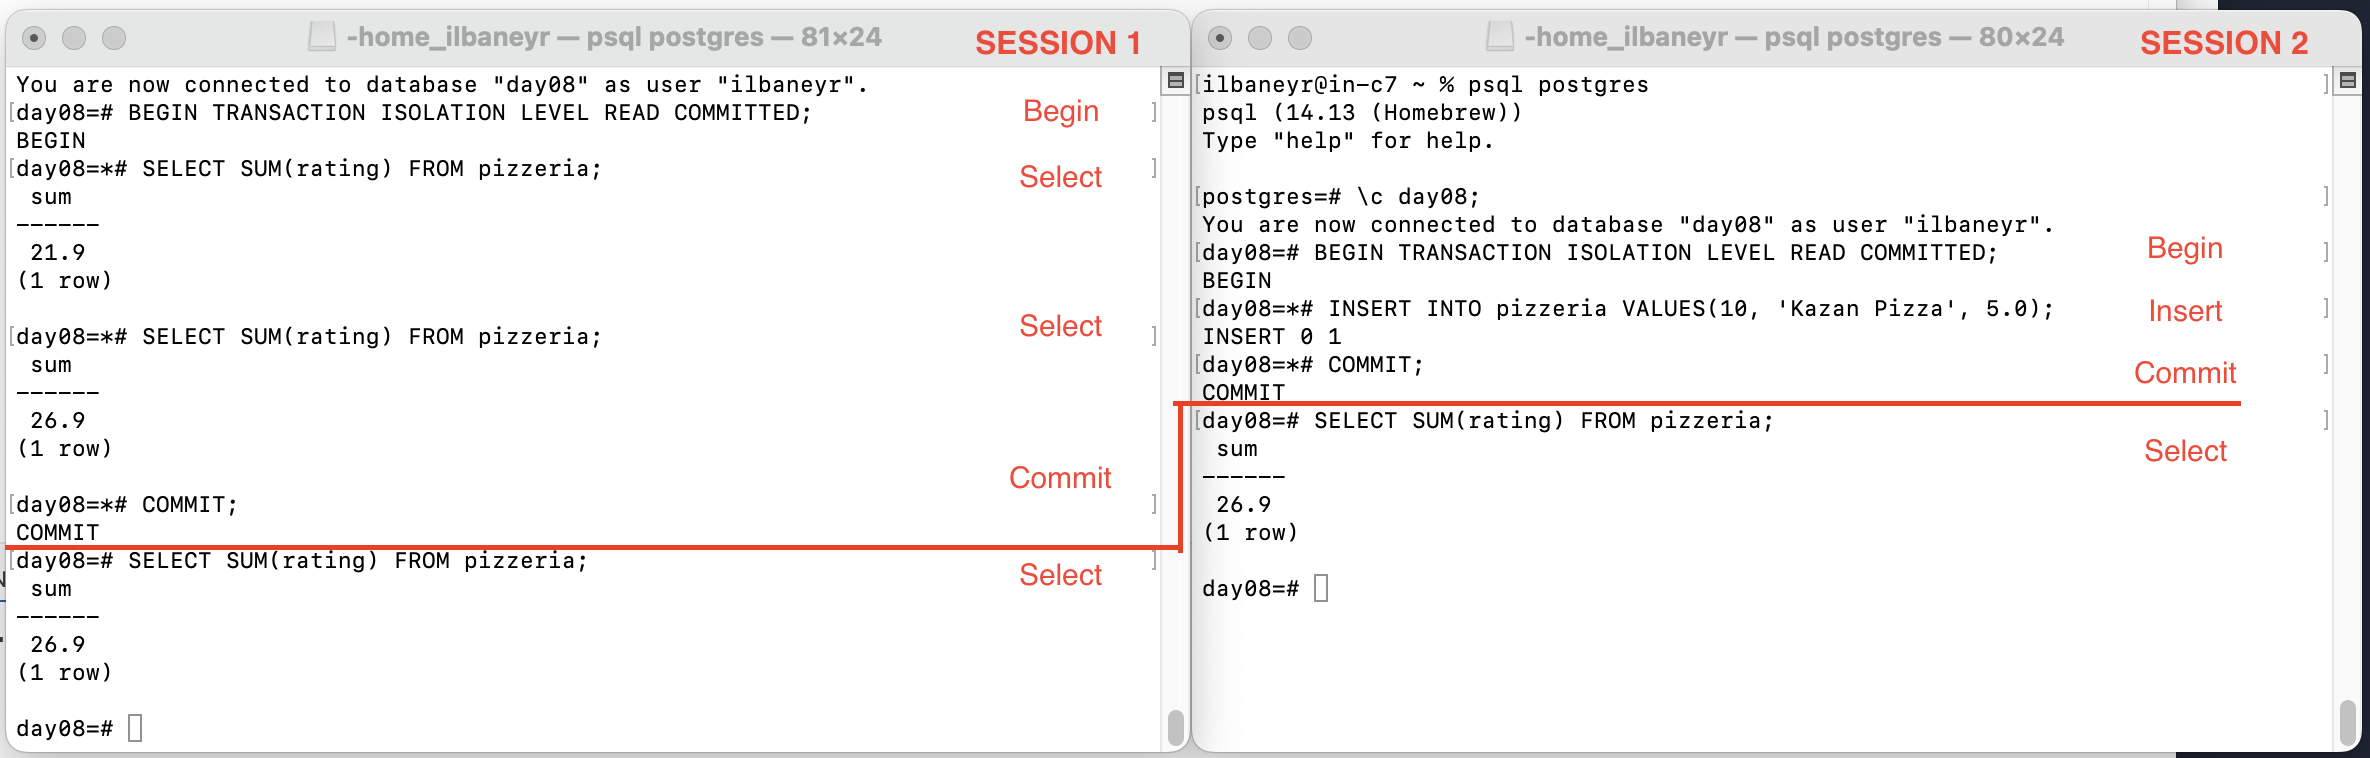 -home_ilbaneyr — psql postgres — 81×24
SESSION 1
You are now connected to database "day08" as user "ilbaneyr".
[day08=# BEGIN TRANSACTION ISOLATION LEVEL READ COMMITTED; ]
Begin
BEGIN
[day08=*# SELECT SUM(rating) FROM pizzeria; ]
Select
sum
------
21.9
(1 row)
[day08=*# SELECT SUM(rating) FROM pizzeria; ]
Select
sum
------
26.9
(1 row)
Commit
[day08=*# COMMIT; ]
COMMIT
[day08=# SELECT SUM(rating) FROM pizzeria; ]
Select
sum
------
26.9
(1 row)
day08=#
-home_ilbaneyr — psql postgres — 80×24
SESSION 2
[ilbaneyr@in-c7 ~ % psql postgres ]
psql (14.13 (Homebrew))
Type "help" for help.
[postgres=# \c day08; ]
You are now connected to database "day08" as user "ilbaneyr".
[day08=# BEGIN TRANSACTION ISOLATION LEVEL READ COMMITTED; ]
Begin
BEGIN
[day08=*# INSERT INTO pizzeria VALUES(10, 'Kazan Pizza', 5.0); ]
Insert
INSERT 0 1
[day08=*# COMMIT; ]
Commit
COMMIT
[day08=# SELECT SUM(rating) FROM pizzeria; ]
Select
sum
------
26.9
(1 row)
day08=#